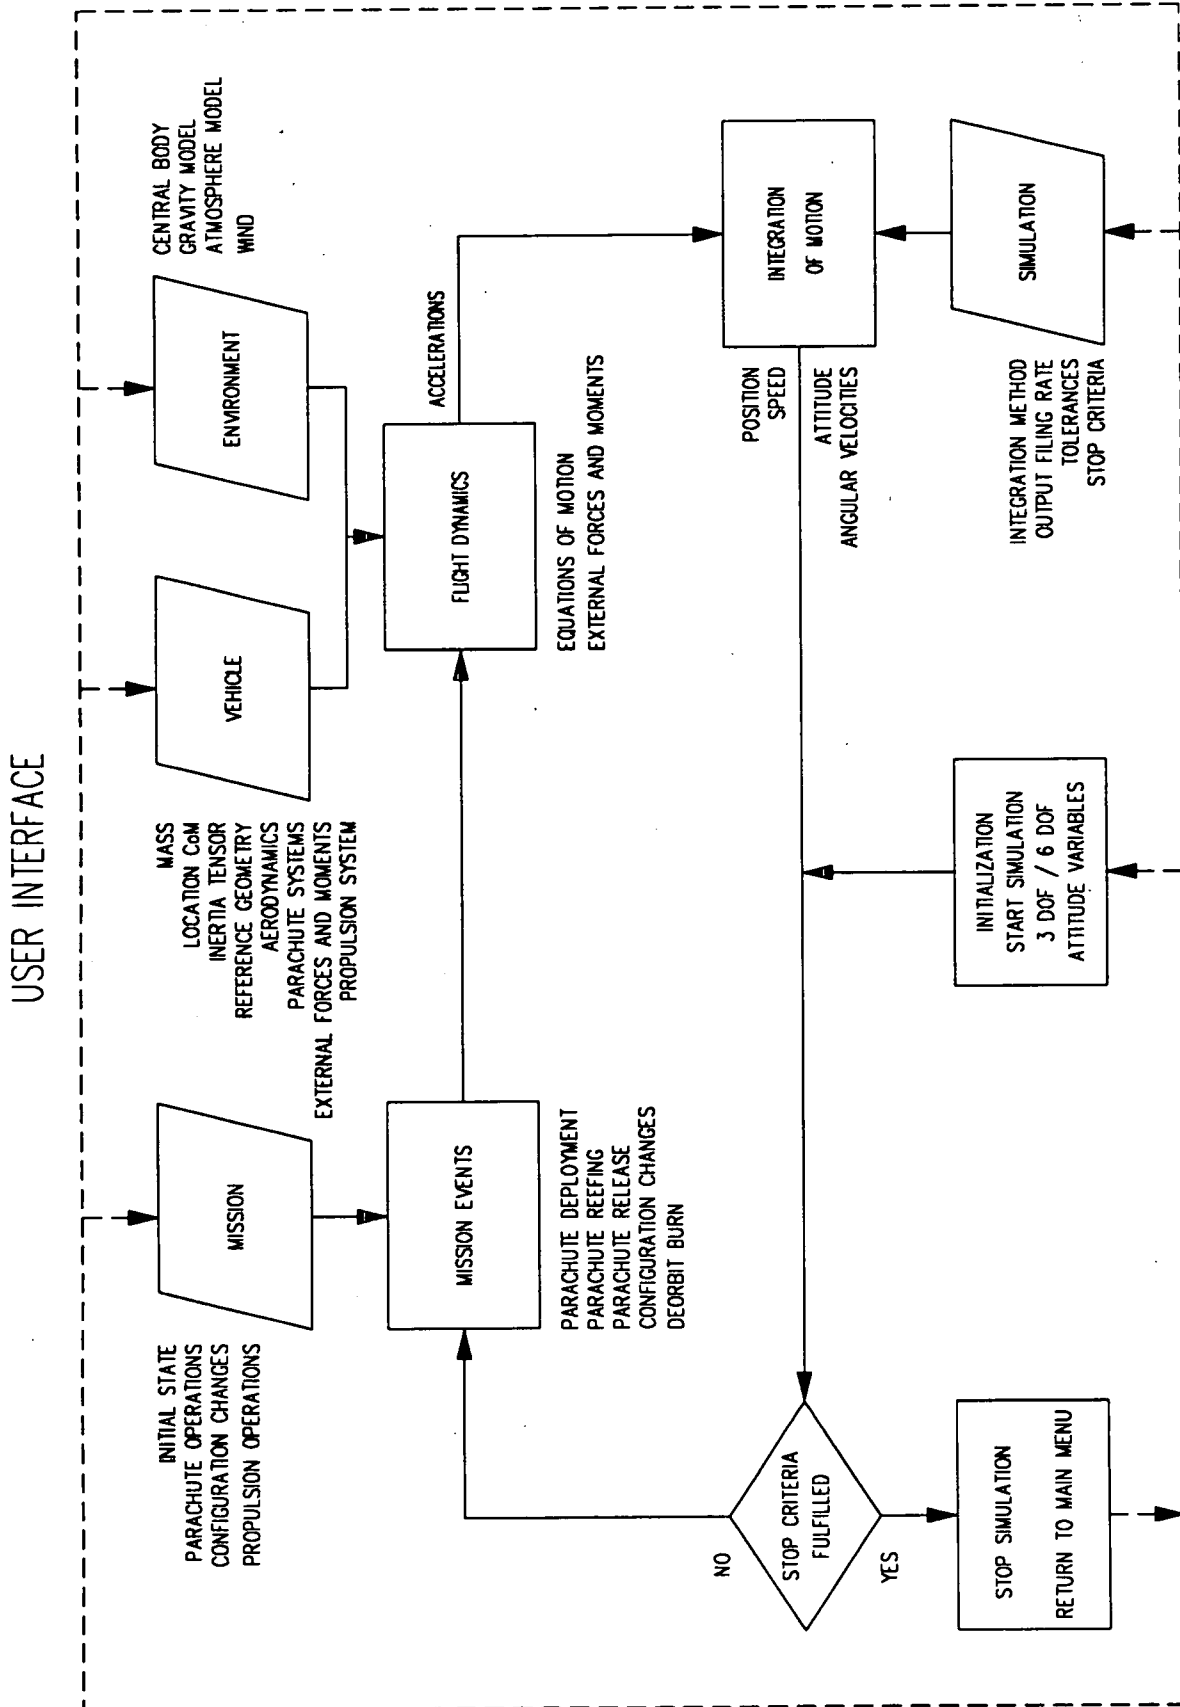 USER INTERFACE
INITIAL STATE
PARACHUTE OPERATIONS
CONFIGURATION CHANGES
PROPULSION OPERATIONS
MISSION
MASS
LOCATION CoM
INERTIA TENSOR
REFERENCE GEOMETRY
AERODYNAMICS
PARACHUTE SYSTEMS
EXTERNAL FORCES AND MOMENTS
PROPULSION SYSTEM
VEHICLE
ENVIRONMENT
CENTRAL BODY
GRAVITY MODEL
ATMOSPHERE MODEL
WIND
MISSION EVENTS
PARACHUTE DEPLOYMENT
PARACHUTE REEFING
PARACHUTE RELEASE
CONFIGURATION CHANGES
DEORBIT BURN
FLIGHT DYNAMICS
EQUATIONS OF MOTION
EXTERNAL FORCES AND MOMENTS
ACCELERATIONS
NO
STOP CRITERIA
FULFILLED
YES
POSITION
SPEED
ATTITUDE
ANGULAR VELOCITIES
INTEGRATION
OF MOTION
STOP SIMULATION
RETURN TO MAIN MENU
INITIALIZATION
START SIMULATION
3 DOF / 6 DOF
ATTITUDE VARIABLES
INTEGRATION METHOD
OUTPUT FILING RATE
TOLERANCES
STOP CRITERIA
SIMULATION